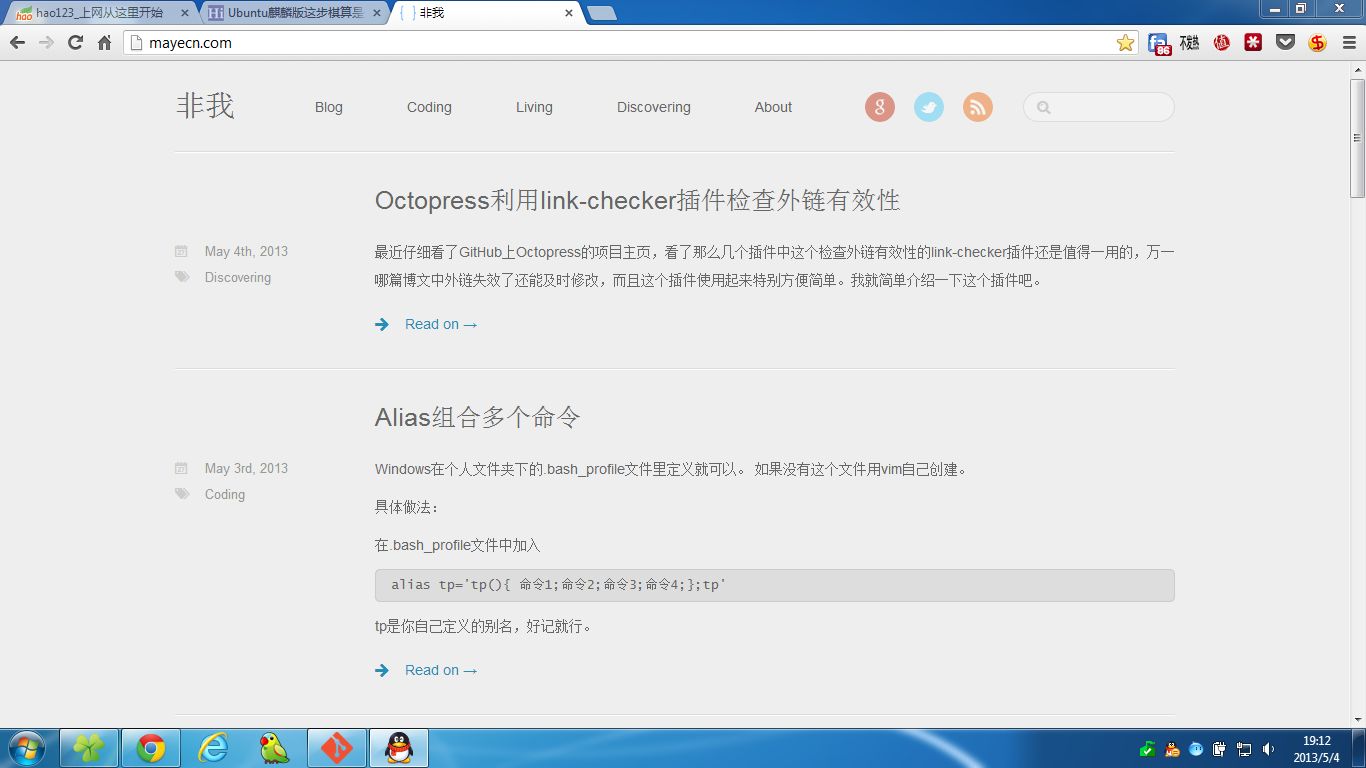 hao123_上网从这里开始
Ubuntu麒麟版这步棋算是
非我
mayecn.com
86
不熟
值
非我
Blog
Coding
Living
Discovering
About
Octopress利用link-checker插件检查外链有效性
May 4th, 2013
Discovering
最近仔细看了GitHub上Octopress的项目主页，看了那么几个插件中这个检查外链有效性的link-checker插件还是值得一用的，万一
哪篇博文中外链失效了还能及时修改，而且这个插件使用起来特别方便简单。我就简单介绍一下这个插件吧。
Read on →
Alias组合多个命令
May 3rd, 2013
Coding
Windows在个人文件夹下的.bash_profile文件里定义就可以。 如果没有这个文件用vim自己创建。
具体做法：
在.bash_profile文件中加入
alias tp='tp(){ 命令1;命令2;命令3;命令4;};tp'
tp是你自己定义的别名，好记就行。
Read on →
19:12
2013/5/4